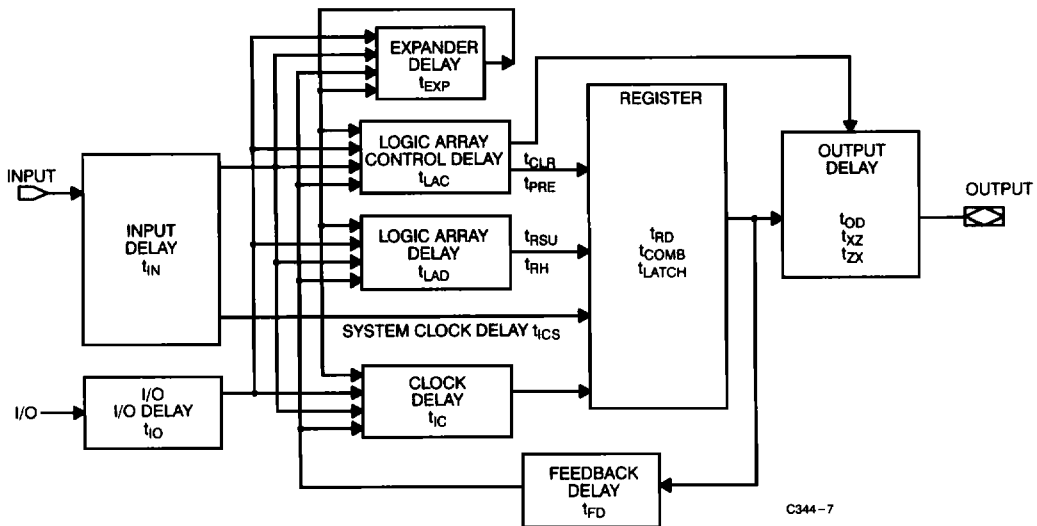 EXPANDER
DELAY
tEXP
REGISTER
LOGIC ARRAY
CONTROL DELAY
tLAC
tCLR
tPRE
OUTPUT
DELAY
tOD
tXZ
tZX
INPUT
OUTPUT
INPUT
DELAY
tIN
LOGIC ARRAY
DELAY
tLAD
tRSU
tRH
tRD
tCOMB
tLATCH
SYSTEM CLOCK DELAY tICS
I/O
I/O
I/O DELAY
tIO
CLOCK
DELAY
tIC
FEEDBACK
DELAY
tFD
C344-7